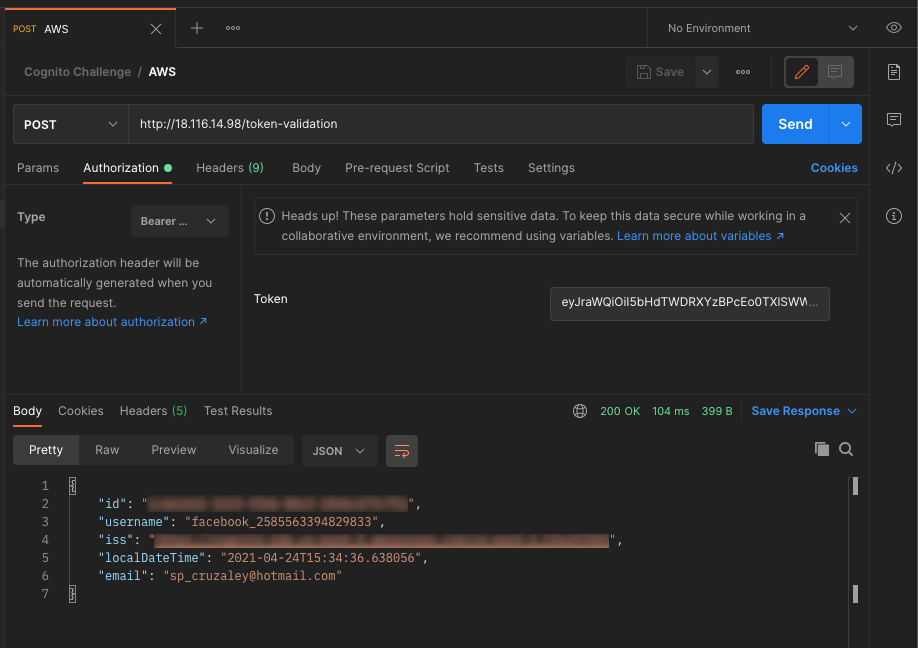 POST AWS
No Environment
Cognito Challenge / AWS
Save
POST
http://18.116.14.98/token-validation
Send
Params Authorization Headers (9) Body Pre-request Script Tests Settings Cookies
Type
Bearer ...
Heads up! These parameters hold sensitive data. To keep this data secure while working in a
collaborative environment, we recommend using variables. Learn more about variables ↗
The authorization header will be
automatically generated when you
send the request.
Learn more about authorization ↗
Token
Body Cookies Headers (5) Test Results 200 OK 104 ms 399 B Save Response
Pretty Raw Preview Visualize JSON
1 {
2 "id": "",
3 "username": "facebook_2585563394829833",
4 "iss": "",
5 "localDateTime": "2021-04-24T15:34:36.638056",
6 "email": "sp_cruzaley@hotmail.com"
7 }